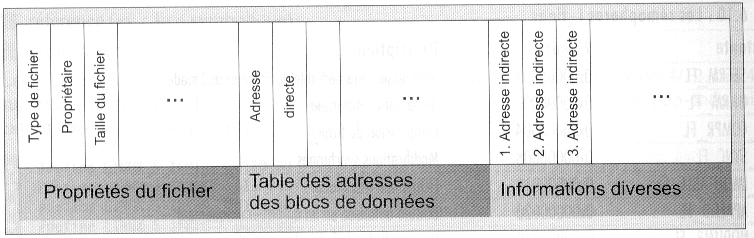 Type de fichier
Propriétaire
Taille du fichier
...
Adresse
directe
...
1. Adresse indirecte
2. Adresse indirecte
3. Adresse indirecte
...
Propriétés du fichier
Table des adresses
des blocs de données
Informations diverses